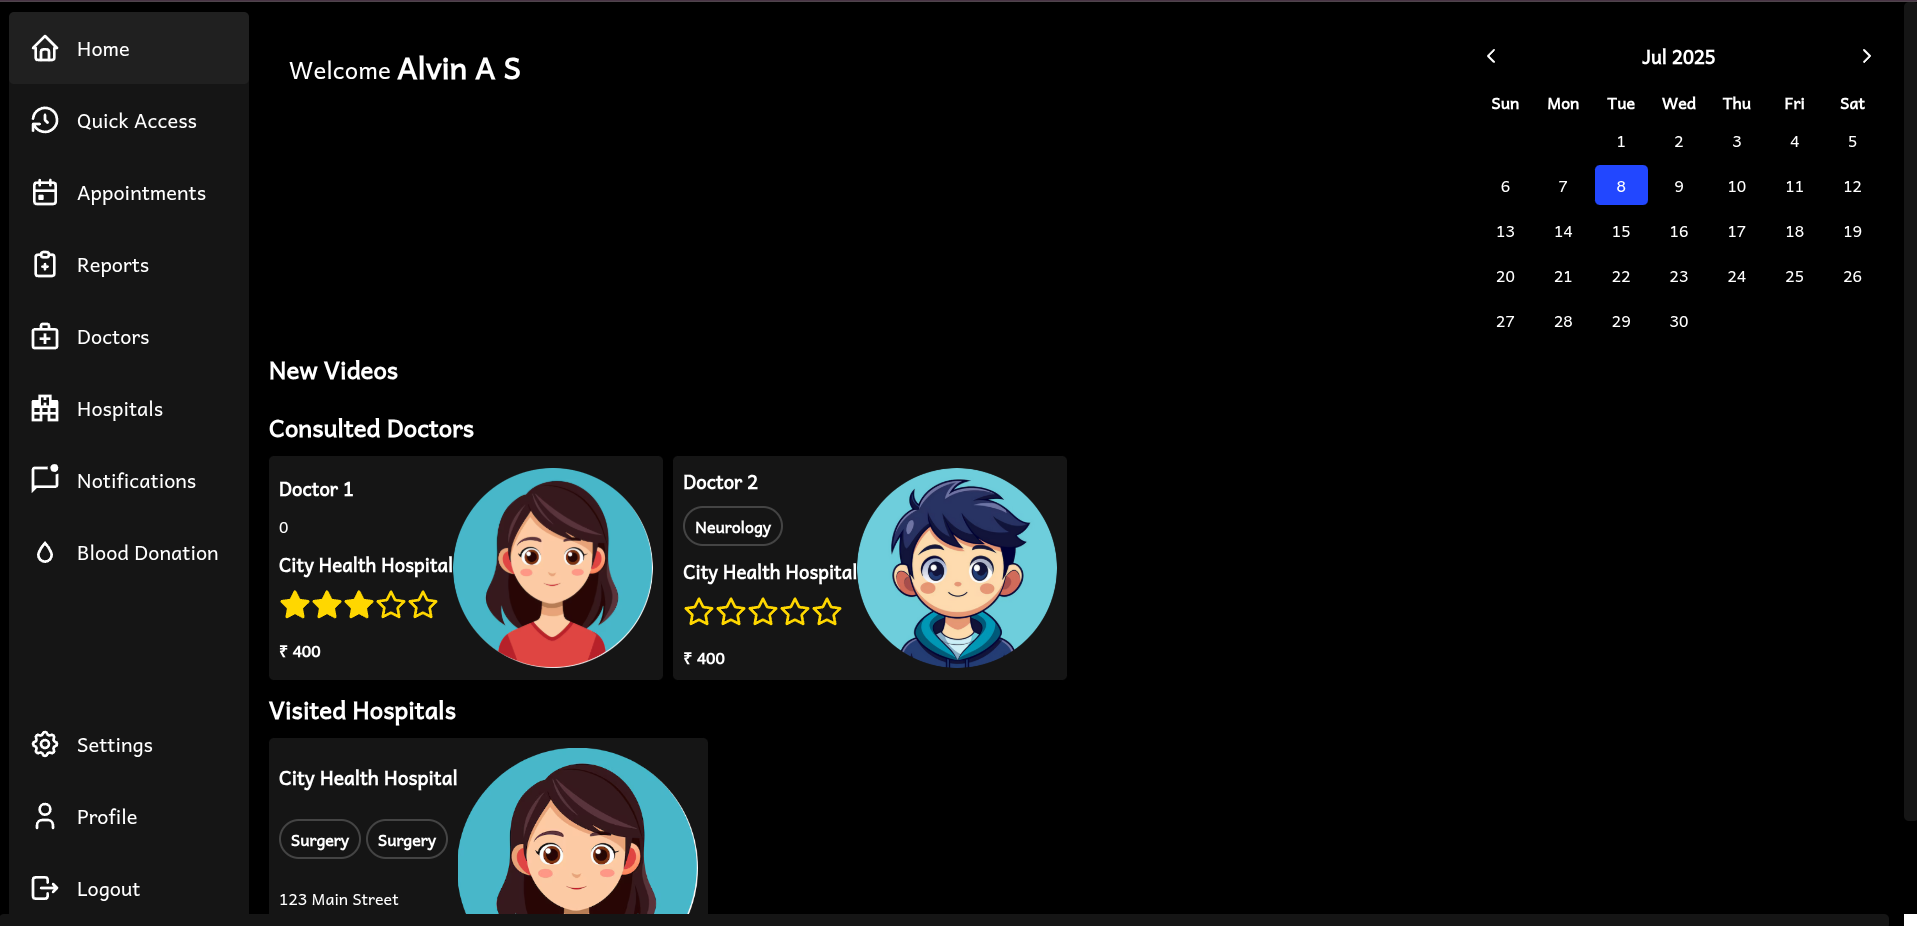 Home
Quick Access
Appointments
Reports
Doctors
Hospitals
Notifications
Blood Donation
Settings
Profile
Logout
Welcome Alvin A S
Jul 2025
Sun Mon Tue Wed Thu Fri Sat
1 2 3 4 5
6 7 8 9 10 11 12
13 14 15 16 17 18 19
20 21 22 23 24 25 26
27 28 29 30
New Videos
Consulted Doctors
Doctor 1
0
City Health Hospital
₹ 400
Doctor 2
Neurology
City Health Hospital
₹ 400
Visited Hospitals
City Health Hospital
Surgery Surgery
123 Main Street